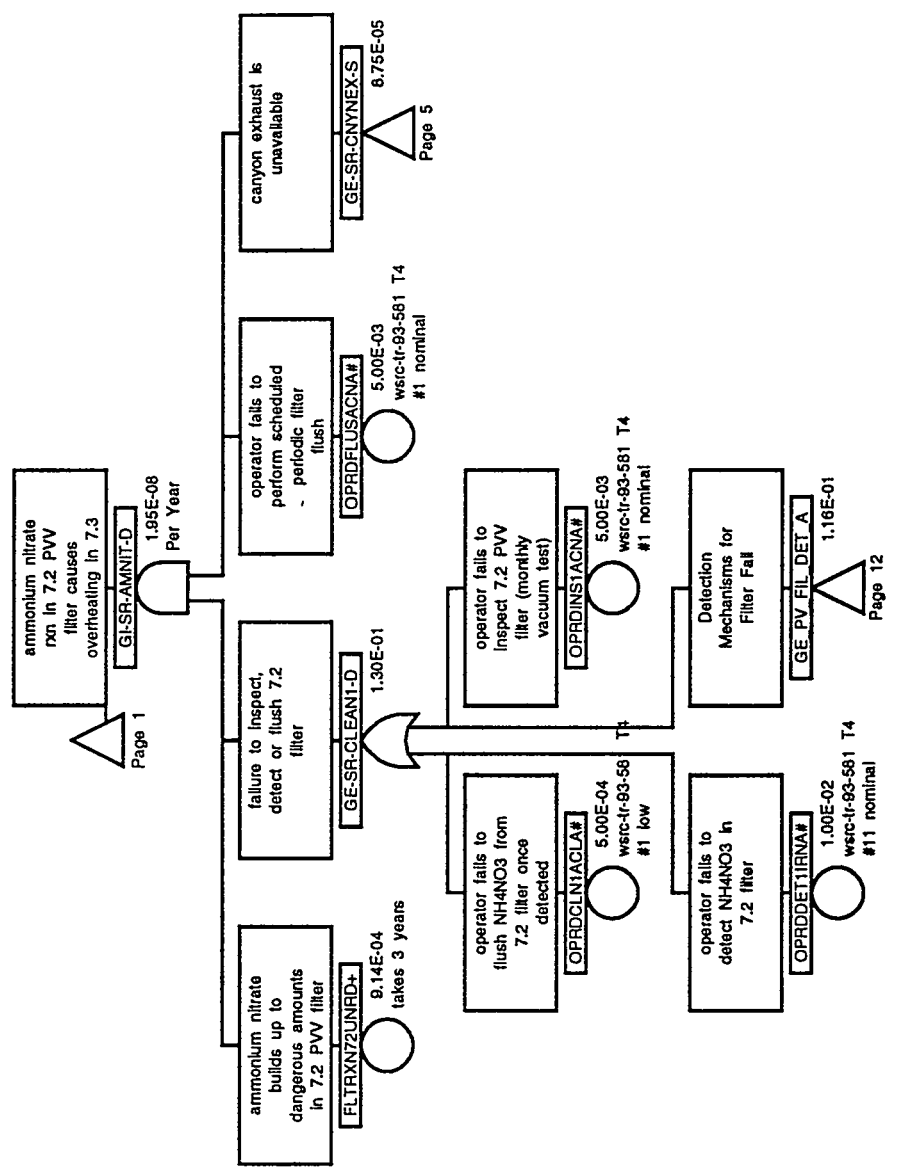 ammonium nitrate
rxn in 7.2 PVV
filter causes
overheating in 7.3
GI-SR-AMNIT-D
1.95E-08
Per Year
Page 1
ammonium nitrate
builds up to
dangerous amounts
in 7.2 PVV filter
FLTRXN72UNRD+
9.14E-04
takes 3 years
failure to inspect,
detect or flush 7.2
filter
GE-SR-CLEAN1-D
1.30E-01
operator fails to
perform scheduled
- periodic filter
flush
OPRDFLUSACNA#
5.00E-03
wsrc-tr-93-581 T4
#1 nominal
canyon exhaust is
unavailable
GE-SR-CNYNEX-S
8.75E-05
Page 5
operator fails to
flush NH4NO3 from
7.2 filter once
detected
OPRDCLN1ACLA#
5.00E-04
wsrc-tr-93-58 T4
#1 low
operator fails to
inspect 7.2 PVV
filter (monthly
vacuum test)
OPRDINS1ACNA#
5.00E-03
wsrc-tr-93-581 T4
#1 nominal
operator fails to
detect NH4NO3 in
7.2 filter
OPRDDET1IRNA#
1.00E-02
wsrc-tr-93-581 T4
#11 nominal
Detection
Mechanisms for
Filter Fail
GE_PV_FIL_DET_A
1.16E-01
Page 12